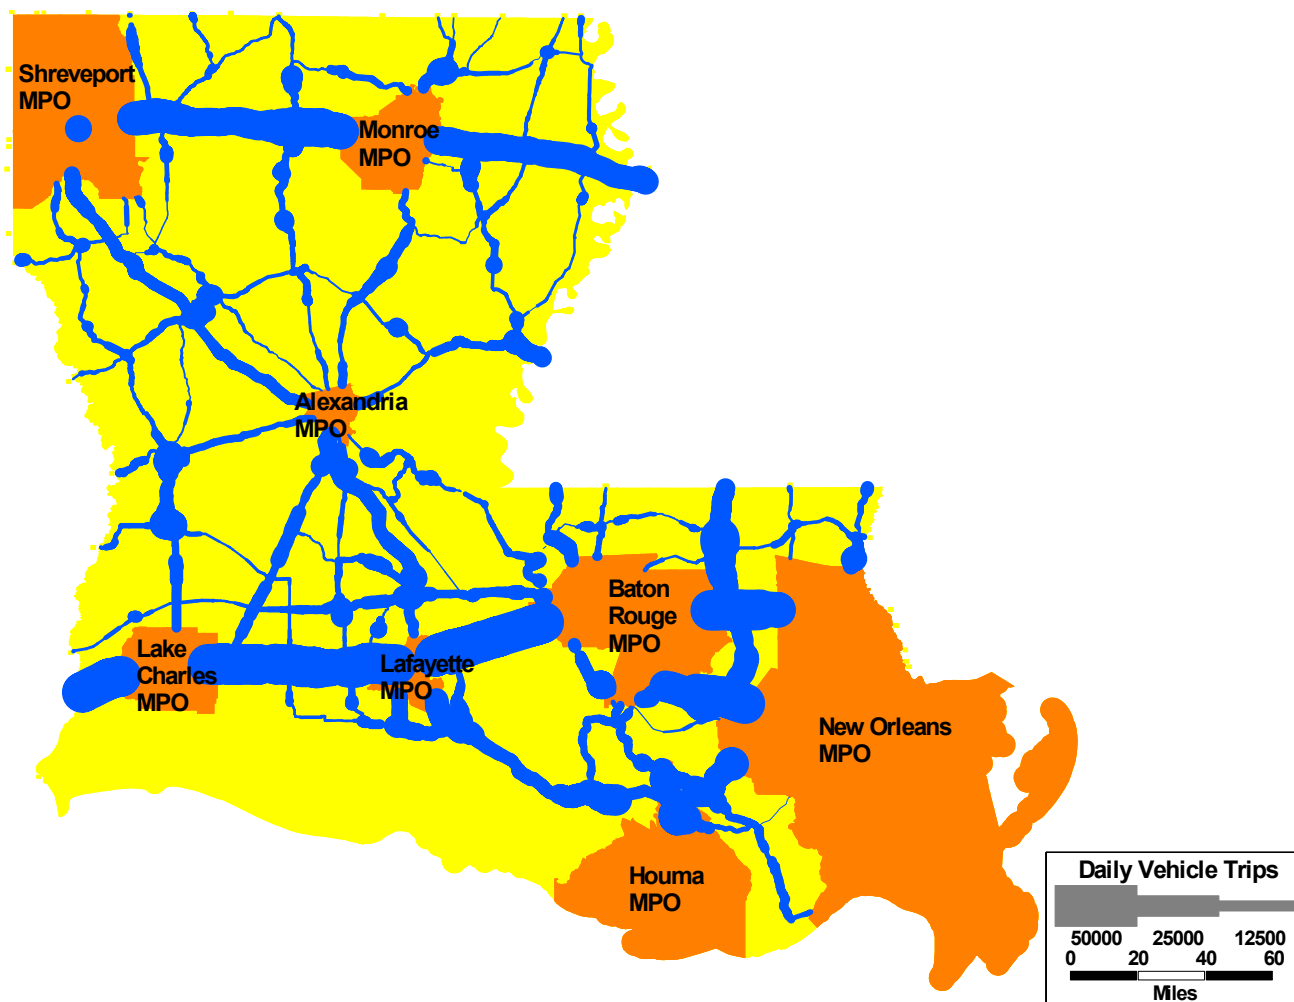 Shreveport
MPO
Monroe
MPO
Alexandria
MPO
Baton
Rouge
MPO
Lake
Charles
MPO
Lafayette
MPO
New Orleans
MPO
Houma
MPO
Daily Vehicle Trips
50000 25000 12500
0 20 40 60
Miles